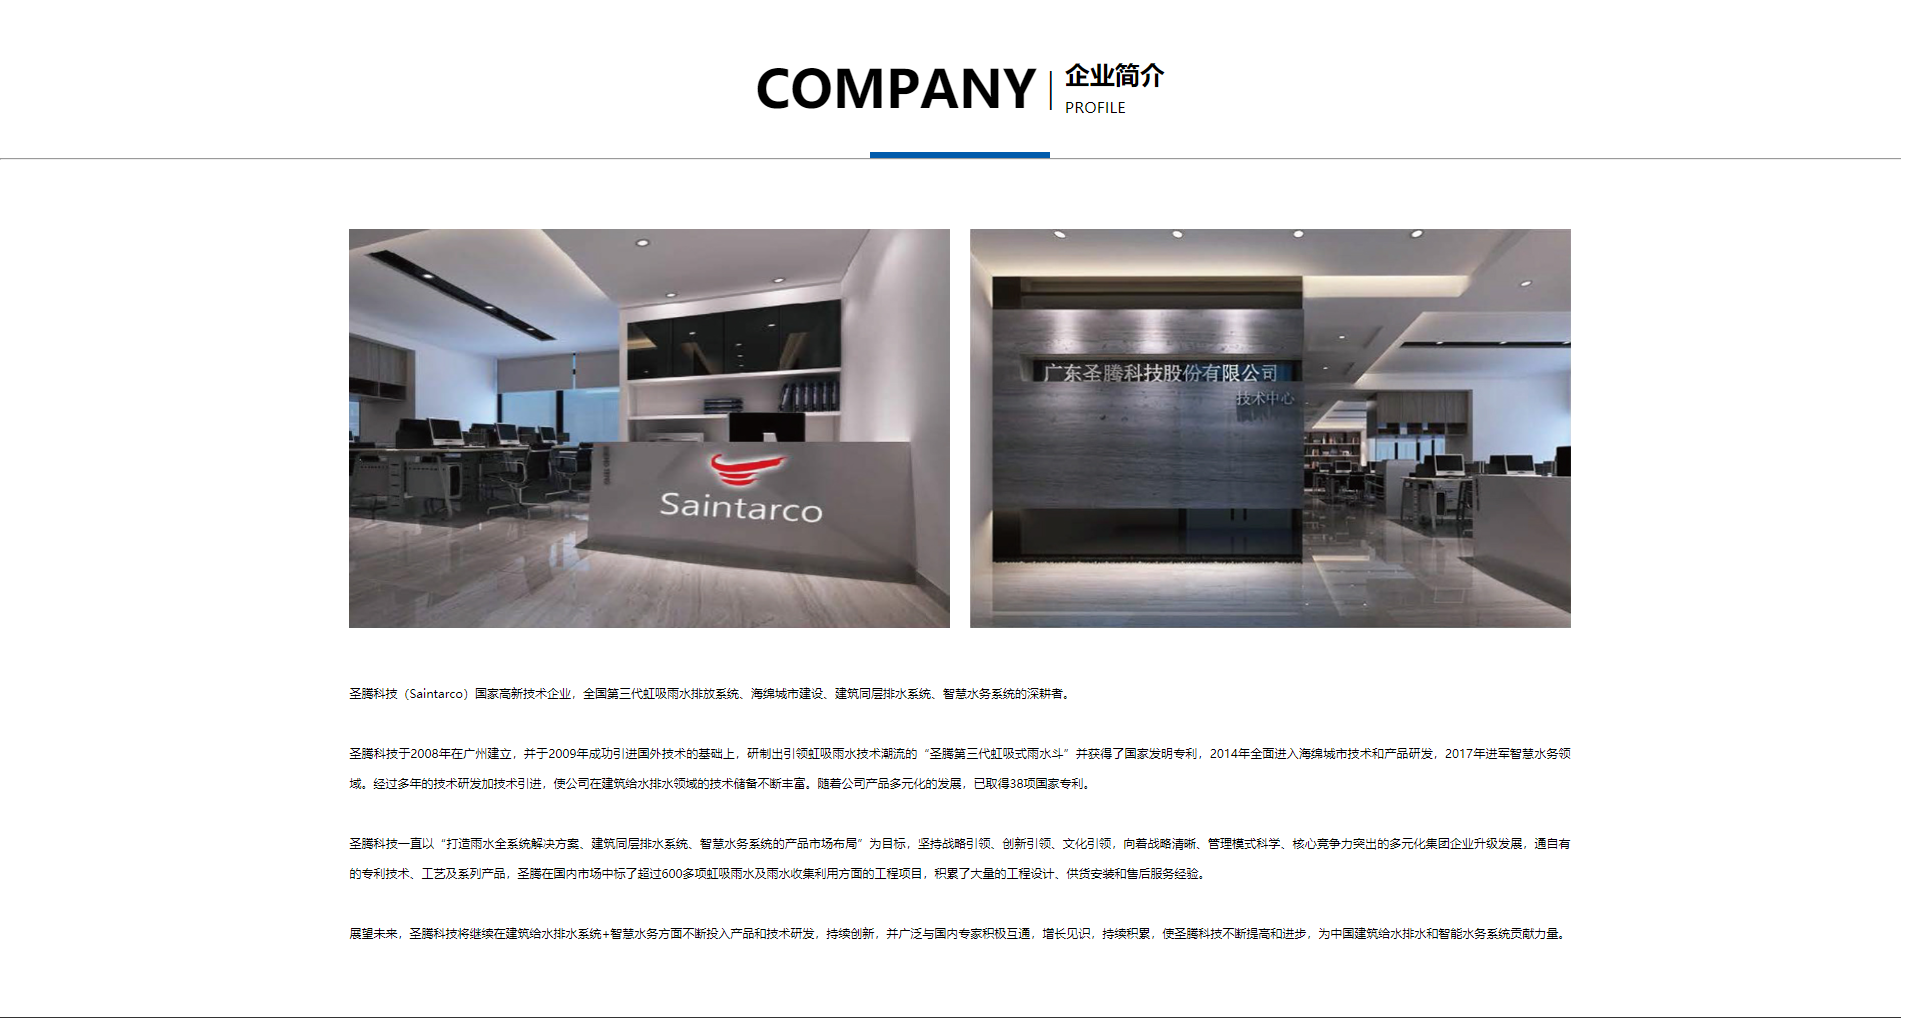 COMPANY
企业简介
PROFILE
Saintarco
广东圣腾科技股份有限公司
技术中心
圣腾科技（Saintarco）国家高新技术企业，全国第三代虹吸雨水排放系统、海绵城市建设、建筑同层排水系统、智慧水务系统的深耕者。
圣腾科技于2008年在广州建立，并于2009年成功引进国外技术的基础上，研制出引领虹吸雨水技术潮流的“圣腾第三代虹吸式雨水斗”并获得了国家发明专利，2014年全面进入海绵城市技术和产品研发，2017年进军智慧水务领
域。经过多年的技术研发加技术引进，使公司在建筑给水排水领域的技术储备不断丰富。随着公司产品多元化的发展，已取得38项国家专利。
圣腾科技一直以“打造雨水全系统解决方案、建筑同层排水系统、智慧水务系统的产品市场布局”为目标，坚持战略引领、创新引领、文化引领，向着战略清晰、管理模式科学、核心竞争力突出的多元化集团企业升级发展，通自有
的专利技术、工艺及系列产品，圣腾在国内市场中标了超过600多项虹吸雨水及雨水收集利用方面的工程项目，积累了大量的工程设计、供货安装和售后服务经验。
展望未来，圣腾科技将继续在建筑给水排水系统+智慧水务方面不断投入产品和技术研发，持续创新，并广泛与国内专家积极互通，增长见识，持续积累，使圣腾科技不断提高和进步，为中国建筑给水排水和智能水务系统贡献力量。